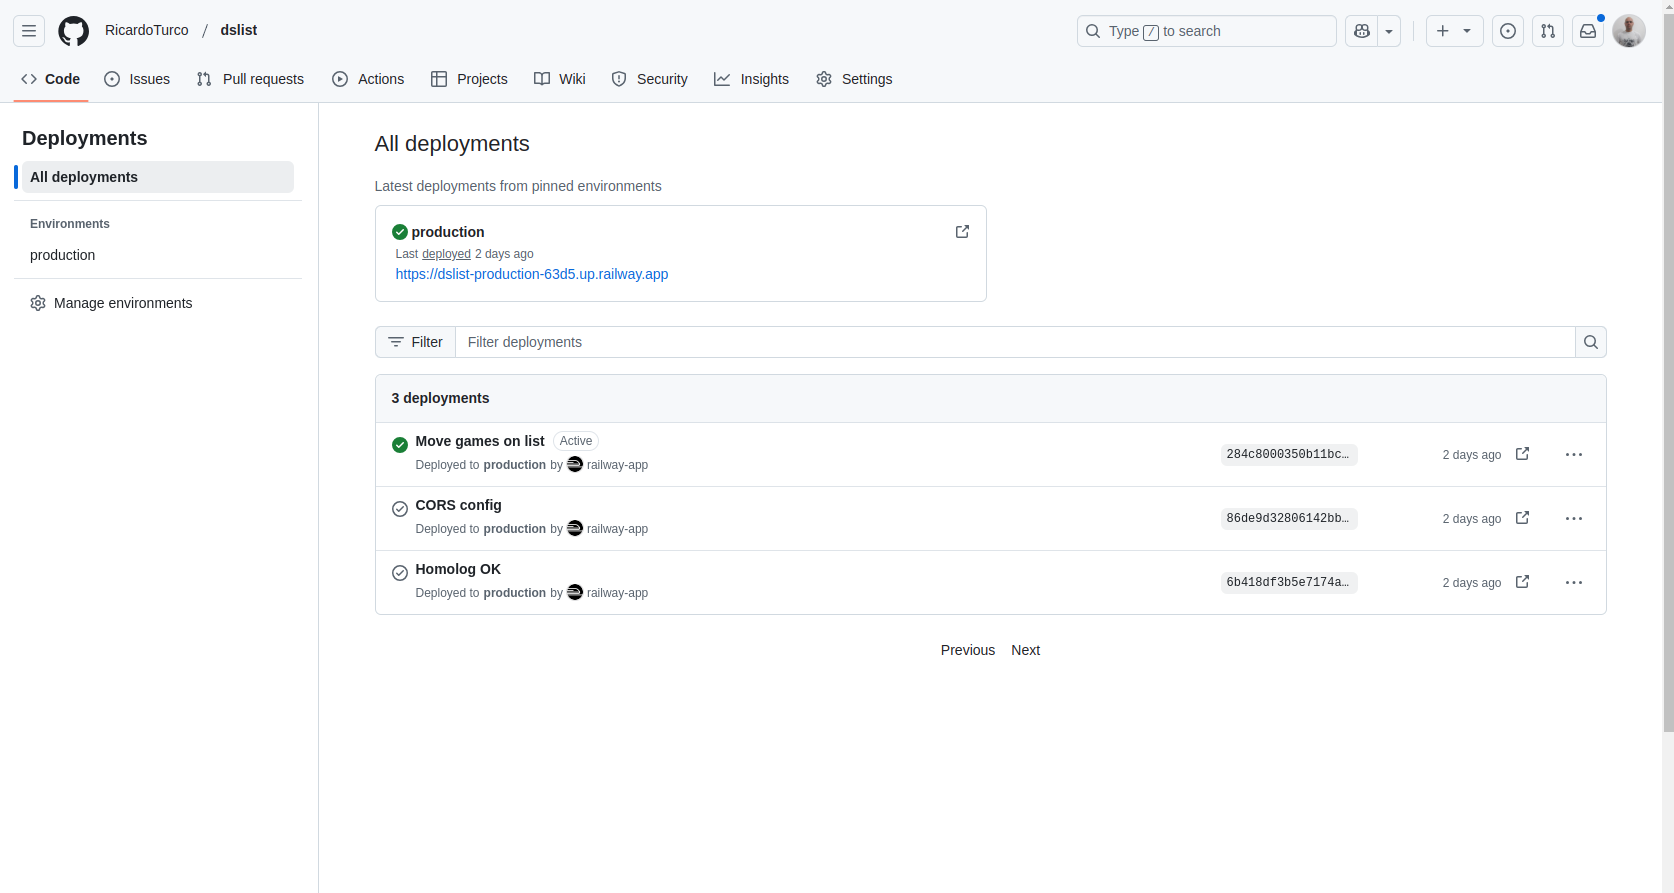 RicardoTurco / dslist
Type / to search
Code Issues Pull requests Actions Projects Wiki Security Insights Settings
Deployments
All deployments
Environments
production
Manage environments
All deployments
Latest deployments from pinned environments
production
Last deployed 2 days ago
https://dslist-production-63d5.up.railway.app
Filter Filter deployments
3 deployments
Move games on list Active
Deployed to production by railway-app
284c8000350b11bc… 2 days ago
CORS config
Deployed to production by railway-app
86de9d32806142bb… 2 days ago
Homolog OK
Deployed to production by railway-app
6b418df3b5e7174a… 2 days ago
Previous Next